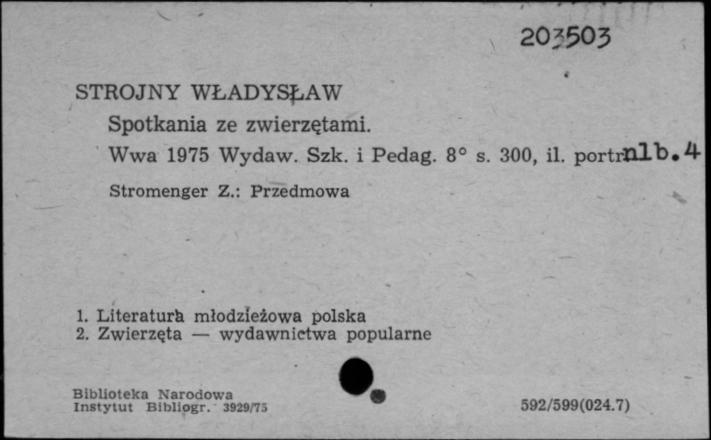 203503
STROJNY WŁADYSŁAW
Spotkania ze zwierzętami.
Wwa 1975 Wydaw. Szk. i Pedag. 8° s. 300, il. portr nlb. 4
Stromenger Z.: Przedmowa
1. Literatura młodzieżowa polska
2. Zwierzęta — wydawnictwa popularne
Biblioteka Narodowa
Instytut Bibliogr. 3929/75
592/599(024.7)